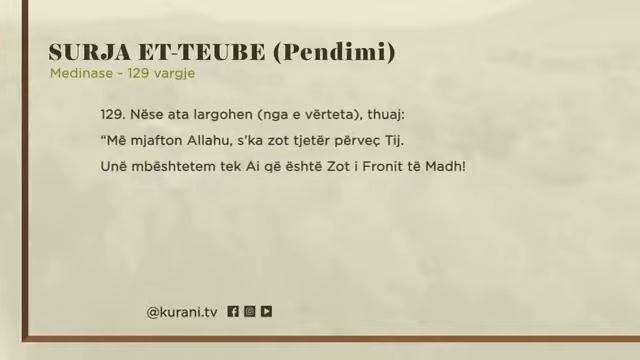 SURJA ET-TEUBE (Pendimi)
Medinase - 129 vargje
129. Nëse ata largohen (nga e vërteta), thuaj:
“Më mjafton Allahu, s’ka zot tjetër përveç Tij.
Unë mbështetem tek Ai që është Zot i Fronit të Madh!
@kurani.tv